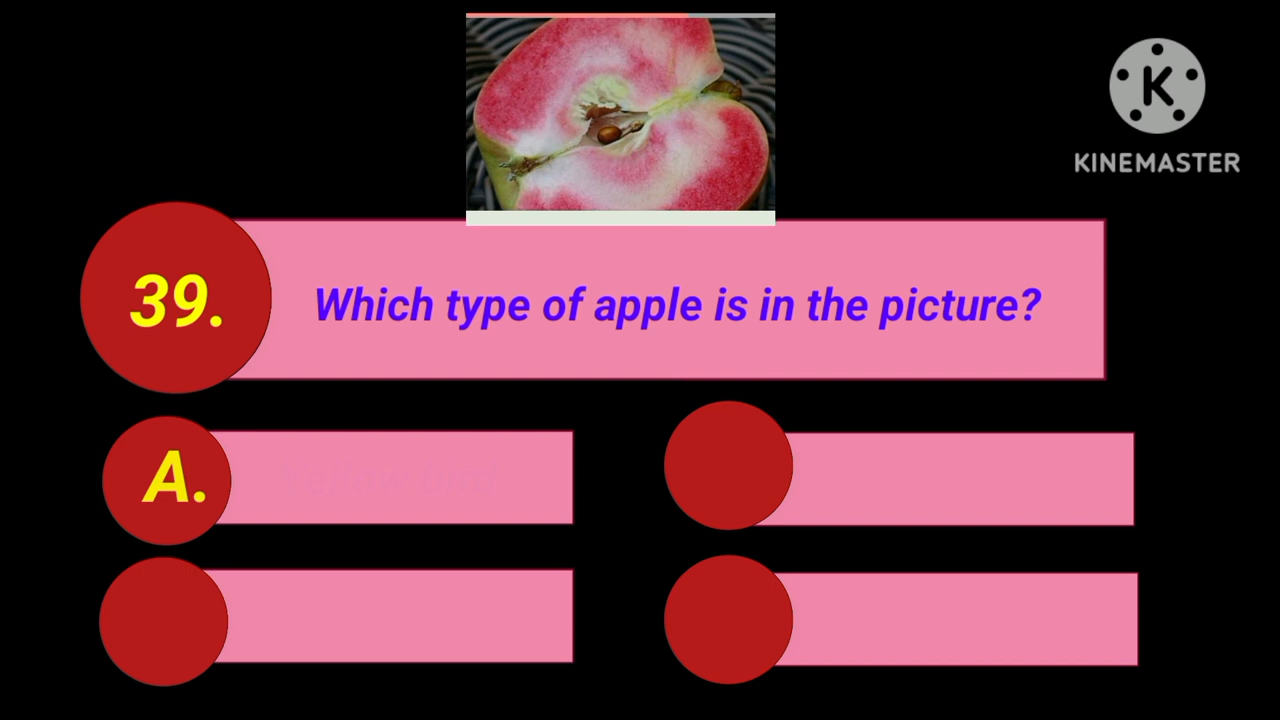 K
KINEMASTER
39.
Which type of apple is in the picture?
A.